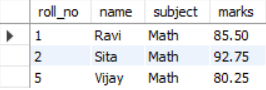 roll_no name subject marks
1 Ravi Math 85.50
2 Sita Math 92.75
5 Vijay Math 80.25